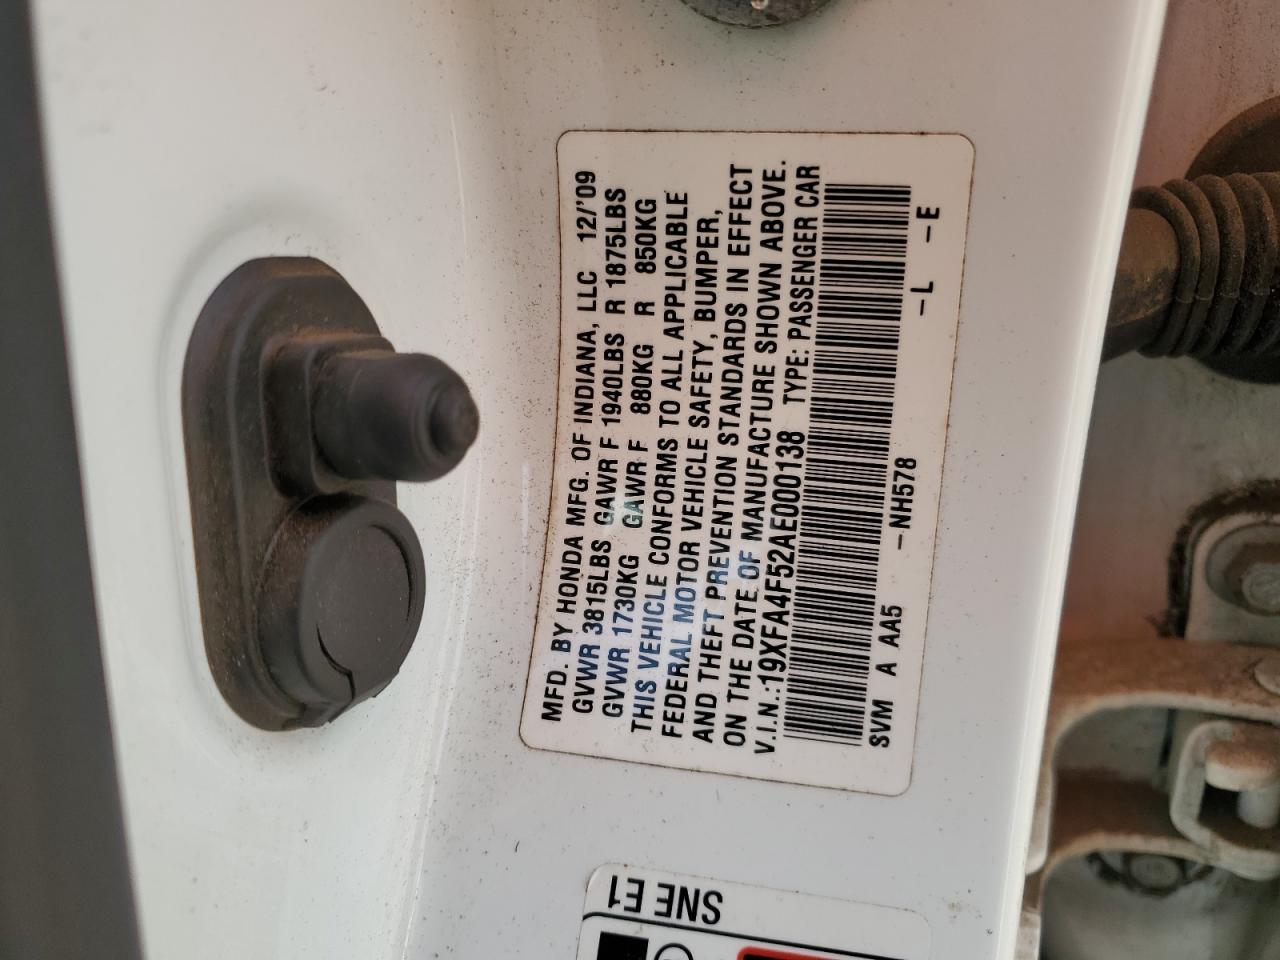 MFD. BY HONDA MFG. OF INDIANA, LLC 12/'09
GVWR 3815LBS GAWR F 1940LBS R 1875LBS
GVWR 1730KG GAWR F 880KG R 850KG
THIS VEHICLE CONFORMS TO ALL APPLICABLE
FEDERAL MOTOR VEHICLE SAFETY, BUMPER,
AND THEFT PREVENTION STANDARDS IN EFFECT
ON THE DATE OF MANUFACTURE SHOWN ABOVE.
V.I.N.:19XFA4F52AE000138 TYPE: PASSENGER CAR
SVM A AA5 -NH578 -L -E
SNE E1